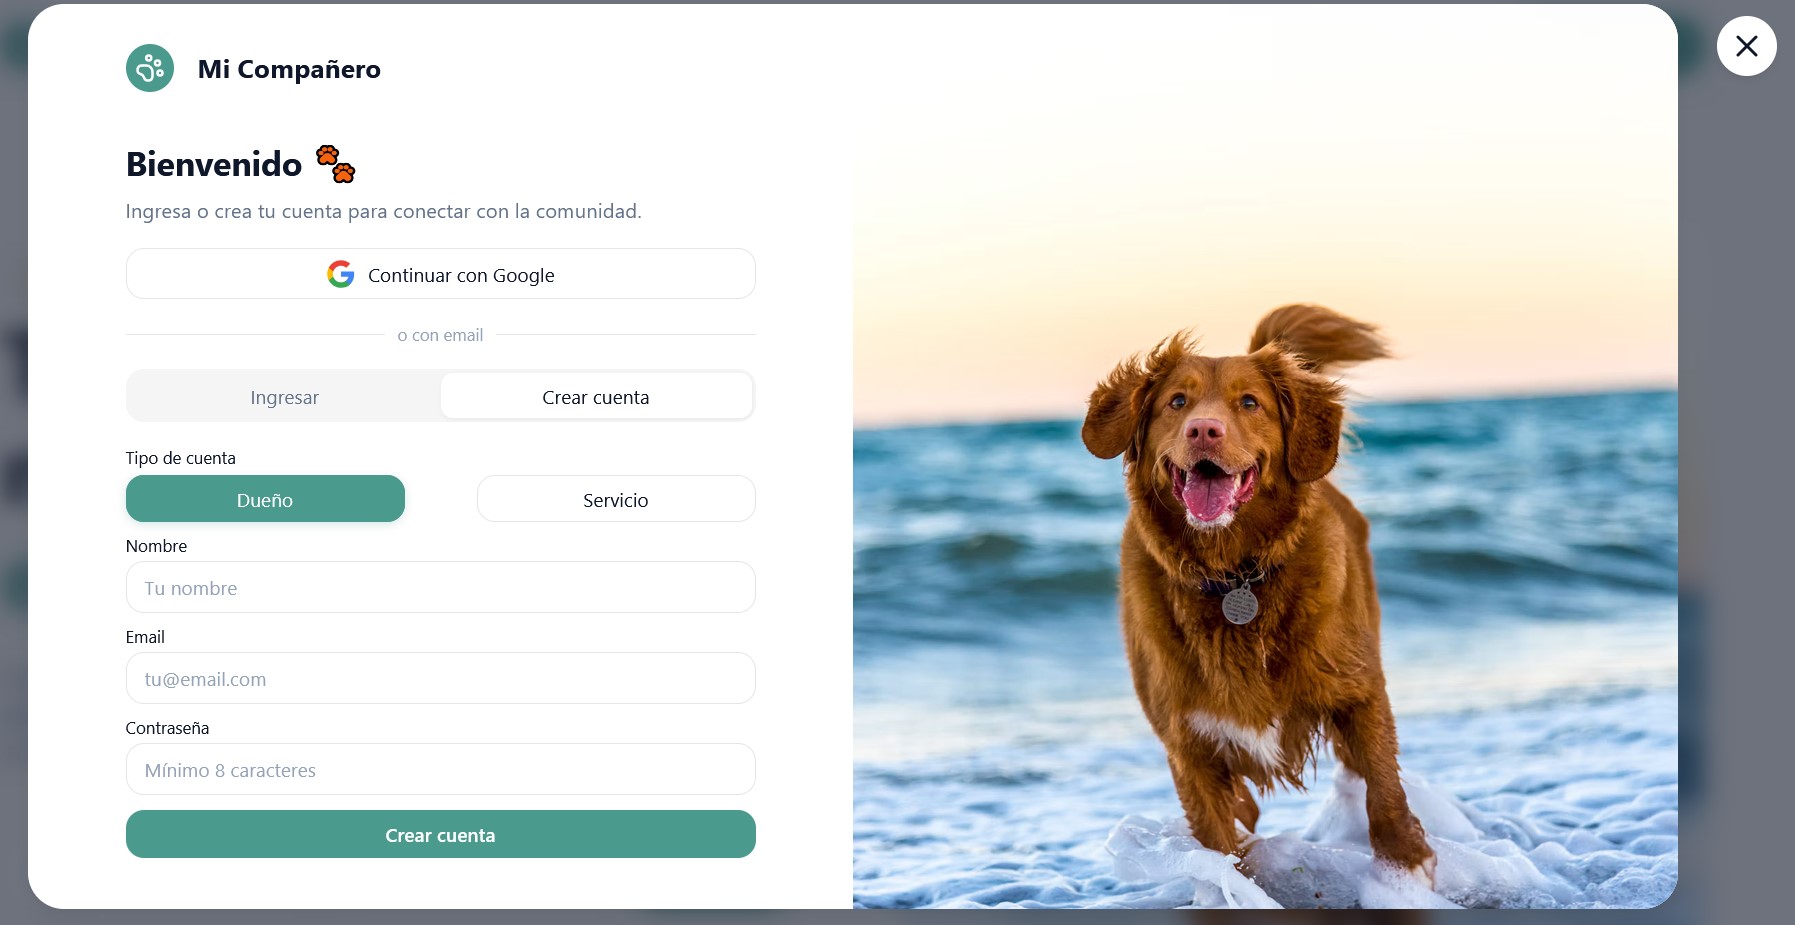 Mi Compañero
Bienvenido
Ingresa o crea tu cuenta para conectar con la comunidad.
Continuar con Google
o con email
Ingresar
Crear cuenta
Tipo de cuenta
Dueño
Servicio
Nombre
Tu nombre
Email
tu@email.com
Contraseña
Mínimo 8 caracteres
Crear cuenta